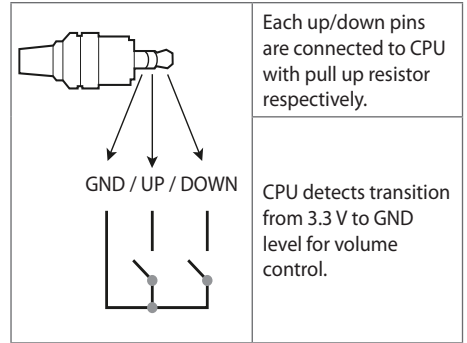 Each up/down pins
are connected to CPU
with pull up resistor
respectively.
GND / UP / DOWN
CPU detects transition
from 3.3 V to GND
level for volume
control.